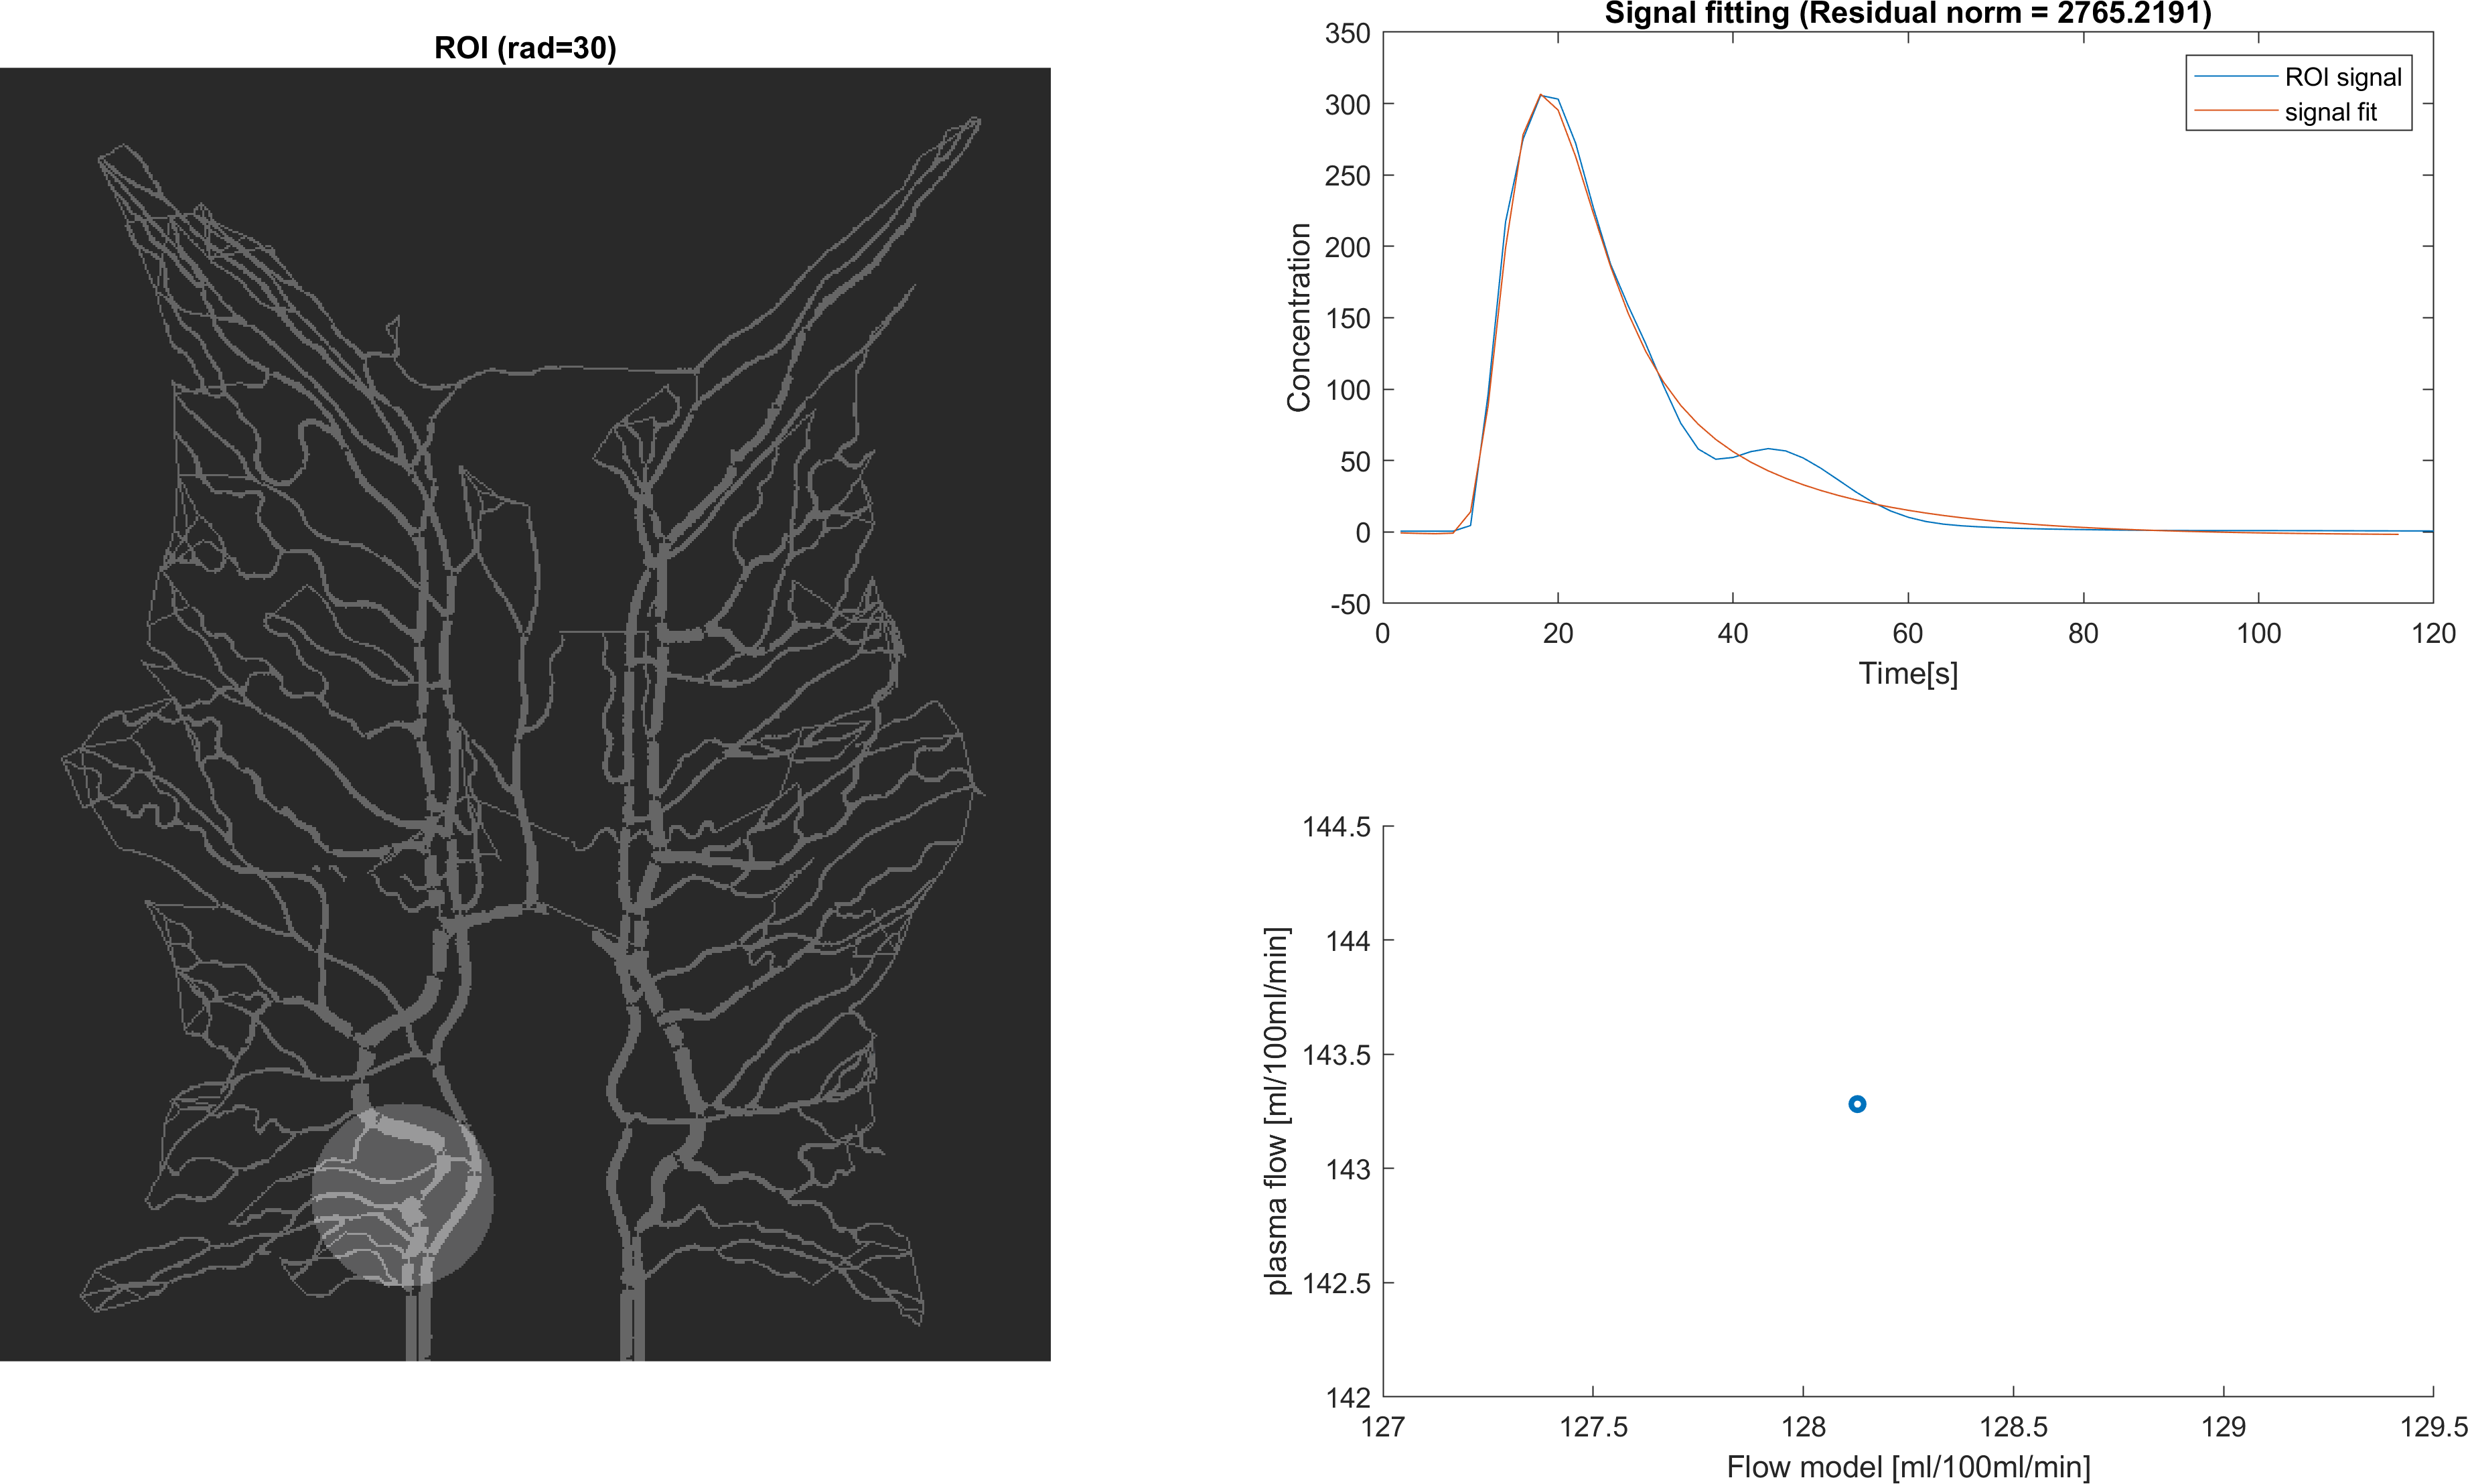 ROI (rad=30)
Signal fitting (Residual norm = 2765.2191)
350
300
250
200
150
100
50
0
-50
Concentration
ROI signal
signal fit
0 20 40 60 80 100 120
Time[s]
144.5
144
143.5
143
142.5
142
plasma flow [ml/100ml/min]
127 127.5 128 128.5 129 129.5
Flow model [ml/100ml/min]